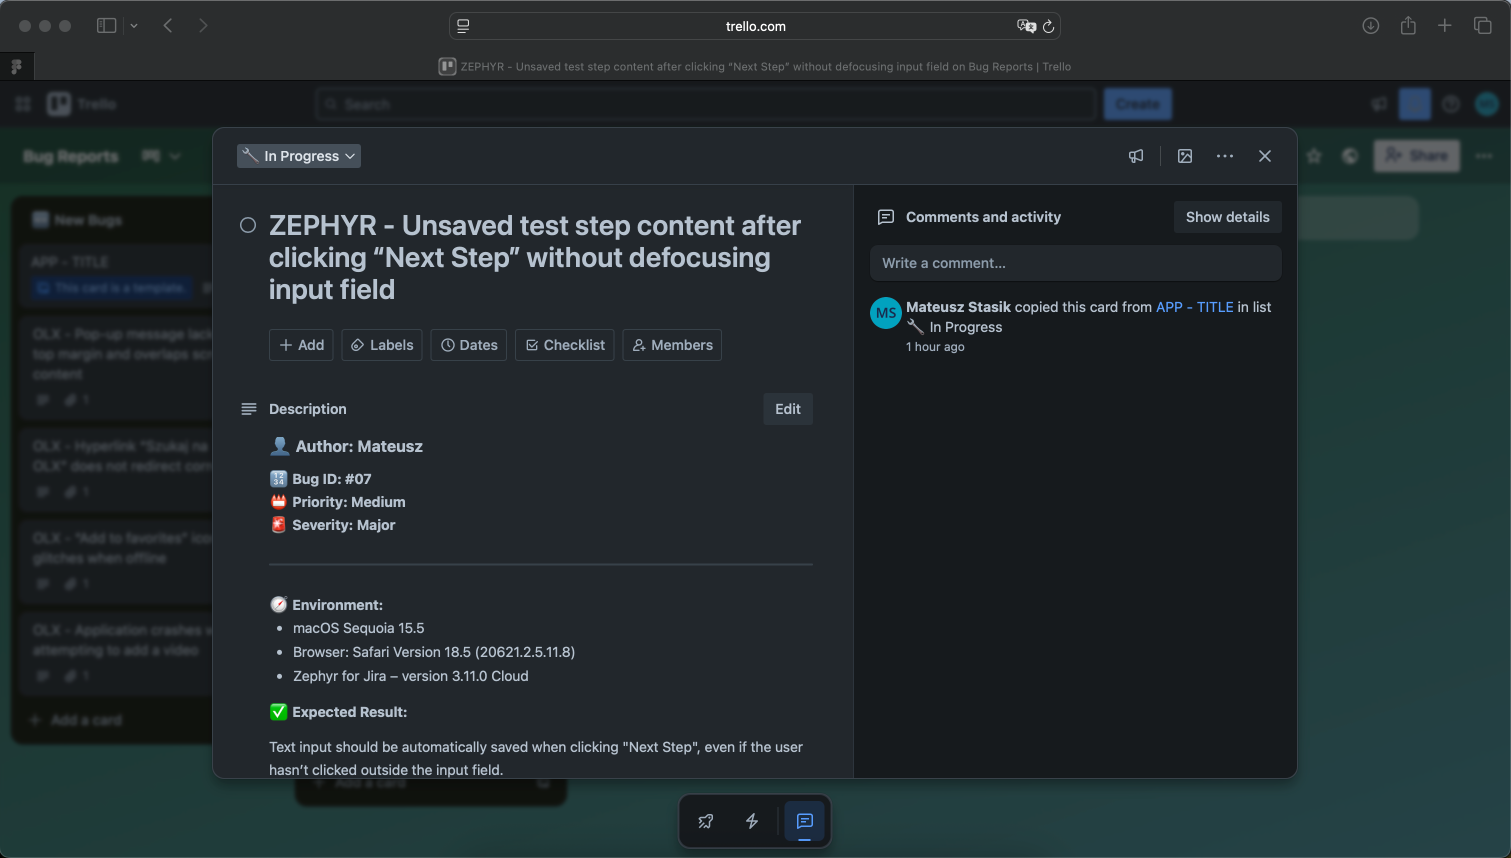 trello.com
ZEPHYR - Unsaved test step content after clicking “Next Step” without defocusing input field on Bug Reports | Trello
Trello
Search
Create
Bug Reports
Share
In Progress
New Bugs
APP - TITLE
This card is a template.
OLX - Pop-up message lack
top margin and overlaps scr
content
1
OLX - Hyperlink "Szukaj na
OLX" does not redirect corr
1
OLX - "Add to favorites" ico
glitches when offline
1
OLX - Application crashes w
attempting to add a video
1
+ Add a card
Add a card
ZEPHYR - Unsaved test step content after
clicking “Next Step” without defocusing
input field
+ Add
Labels
Dates
Checklist
Members
Description
Edit
Author: Mateusz
Bug ID: #07
Priority: Medium
Severity: Major
Environment:
• macOS Sequoia 15.5
• Browser: Safari Version 18.5 (20621.2.5.11.8)
• Zephyr for Jira – version 3.11.0 Cloud
Expected Result:
Text input should be automatically saved when clicking "Next Step", even if the user
hasn’t clicked outside the input field.
Comments and activity
Show details
Write a comment...
MS
Mateusz Stasik copied this card from APP - TITLE in list
In Progress
1 hour ago